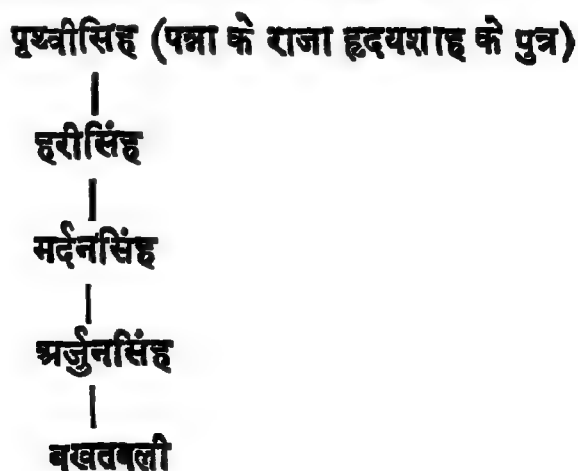 पृथ्वीसिंह (पन्ना के राजा हृदयशाह के पुत्र)
हरीसिंह
मर्दनसिंह
अर्जुनसिंह
बखतबली